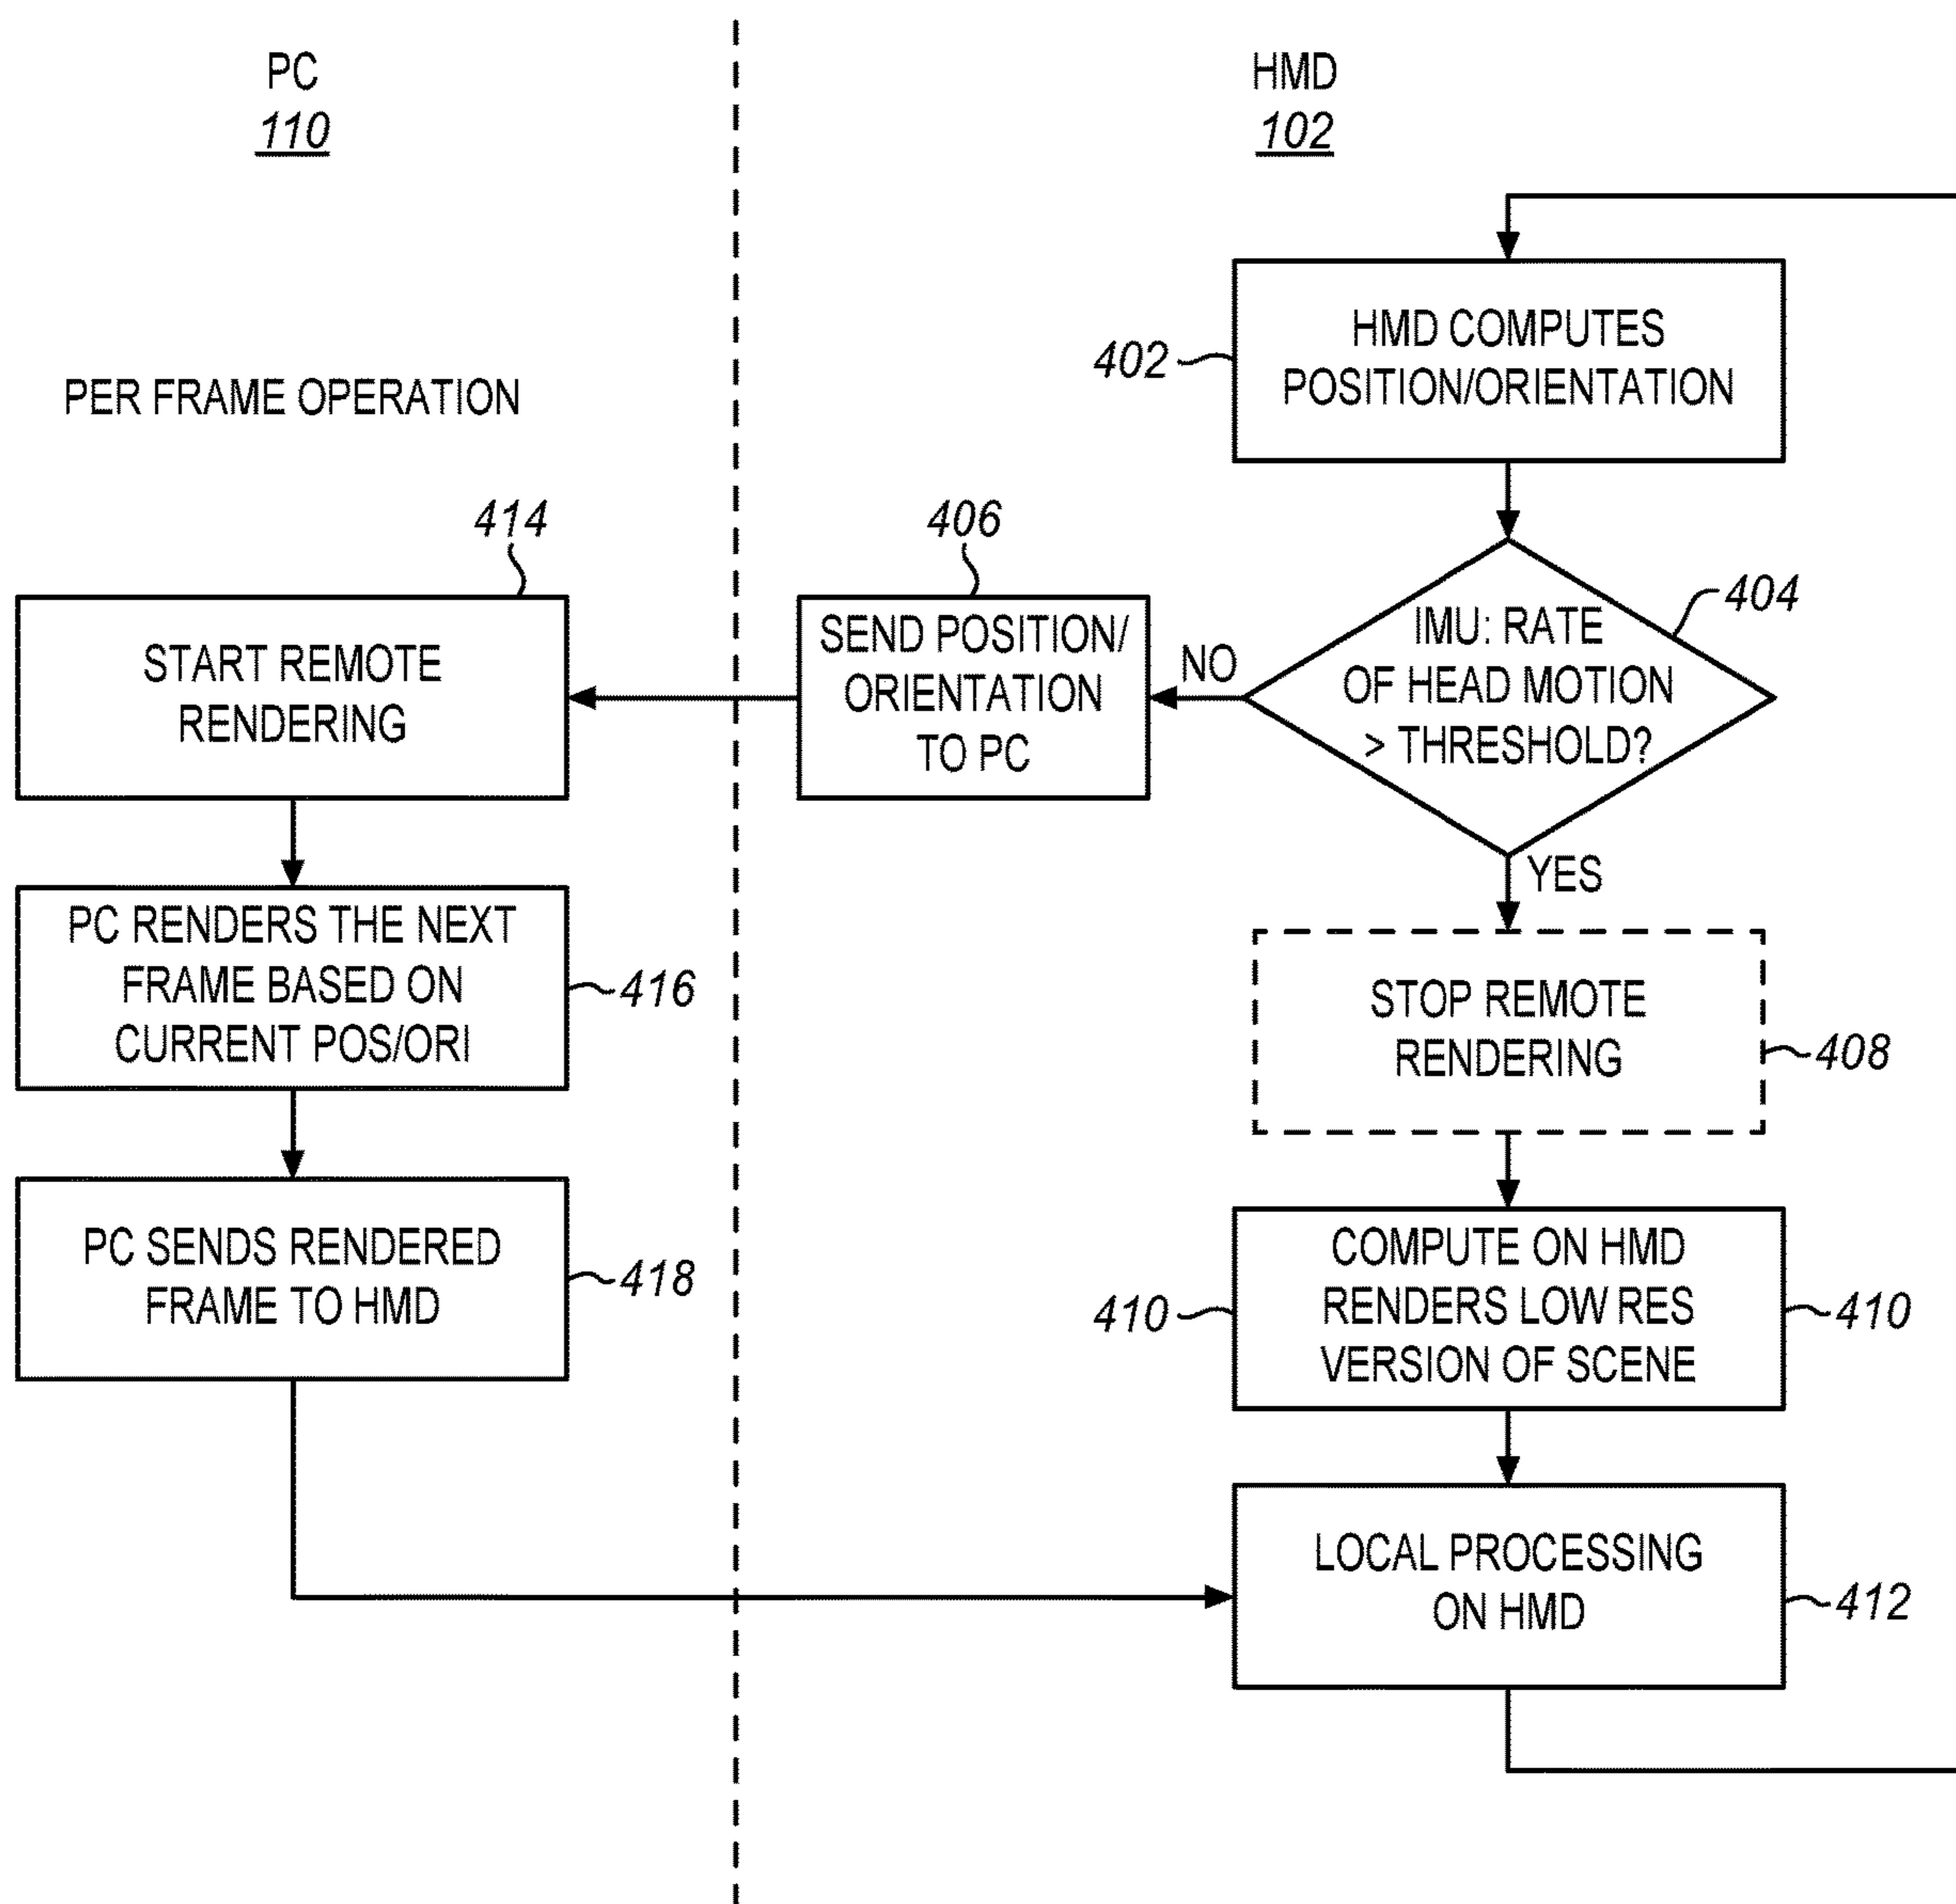 PC
110
HMD
102
PER FRAME OPERATION
402
HMD COMPUTES
POSITION/ORIENTATION
404
IMU: RATE
OF HEAD MOTION
> THRESHOLD?
NO
YES
406
SEND POSITION/
ORIENTATION
TO PC
414
START REMOTE
RENDERING
PC RENDERS THE NEXT
FRAME BASED ON
CURRENT POS/ORI
416
PC SENDS RENDERED
FRAME TO HMD
418
STOP REMOTE
RENDERING
408
410
COMPUTE ON HMD
RENDERS LOW RES
VERSION OF SCENE
410
LOCAL PROCESSING
ON HMD
412